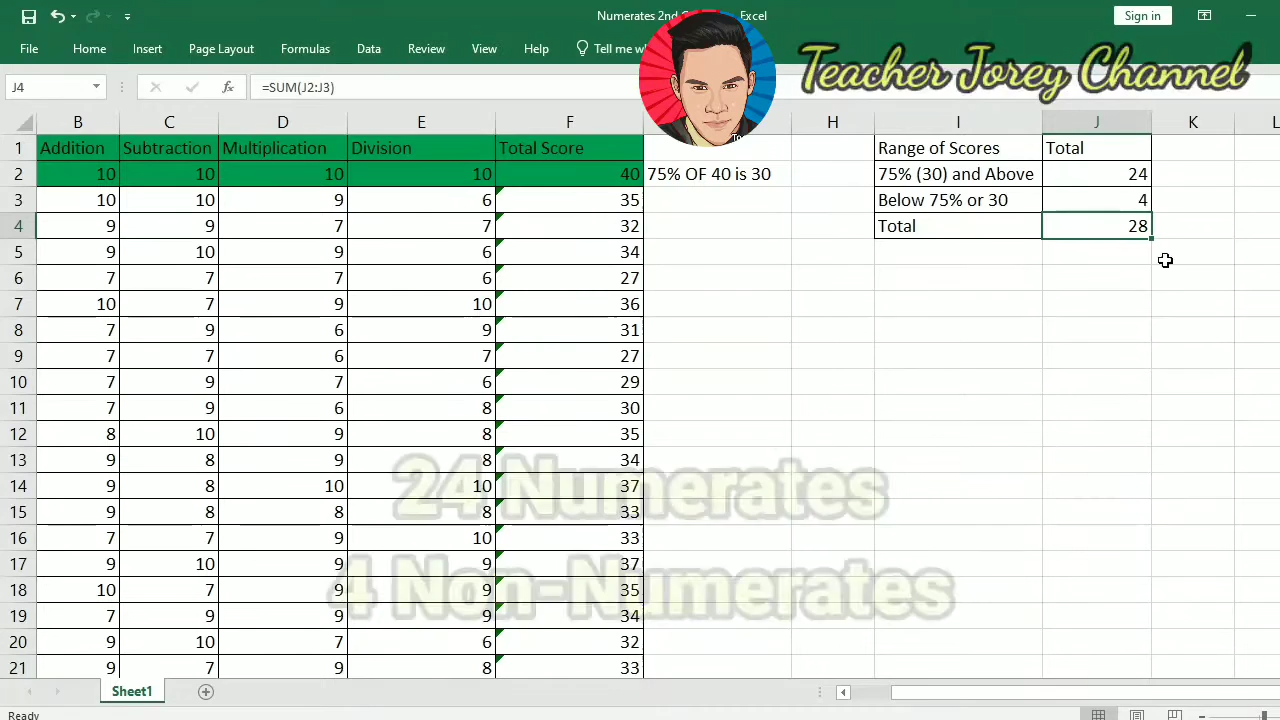 Numerates 2nd Excel
Sign in
File Home Insert Page Layout Formulas Data Review View Help Tell me
Teacher Jorey Channel
J4 fx =SUM(J2:J3)
B C D E F H I J K L
1 Addition Subtraction Multiplication Division Total Score Range of Scores Total
2 10 10 10 10 40 75% OF 40 is 30 75% (30) and Above 24
3 10 10 9 6 35 Below 75% or 30 4
4 9 9 7 7 32 Total 28
5 9 10 9 6 34
6 7 7 7 6 27
7 10 7 9 10 36
8 7 9 6 9 31
9 7 7 6 7 27
10 7 9 7 6 29
11 7 9 6 8 30
12 8 10 9 8 35
13 9 8 9 8 34
14 9 8 10 10 37
15 9 8 8 8 33
16 7 7 9 10 33
17 9 10 9 9 37
18 10 7 9 9 35
19 7 9 9 9 34
20 9 10 7 6 32
21 9 7 9 8 33
24 Numerates
4 Non-Numerates
Sheet1
Ready